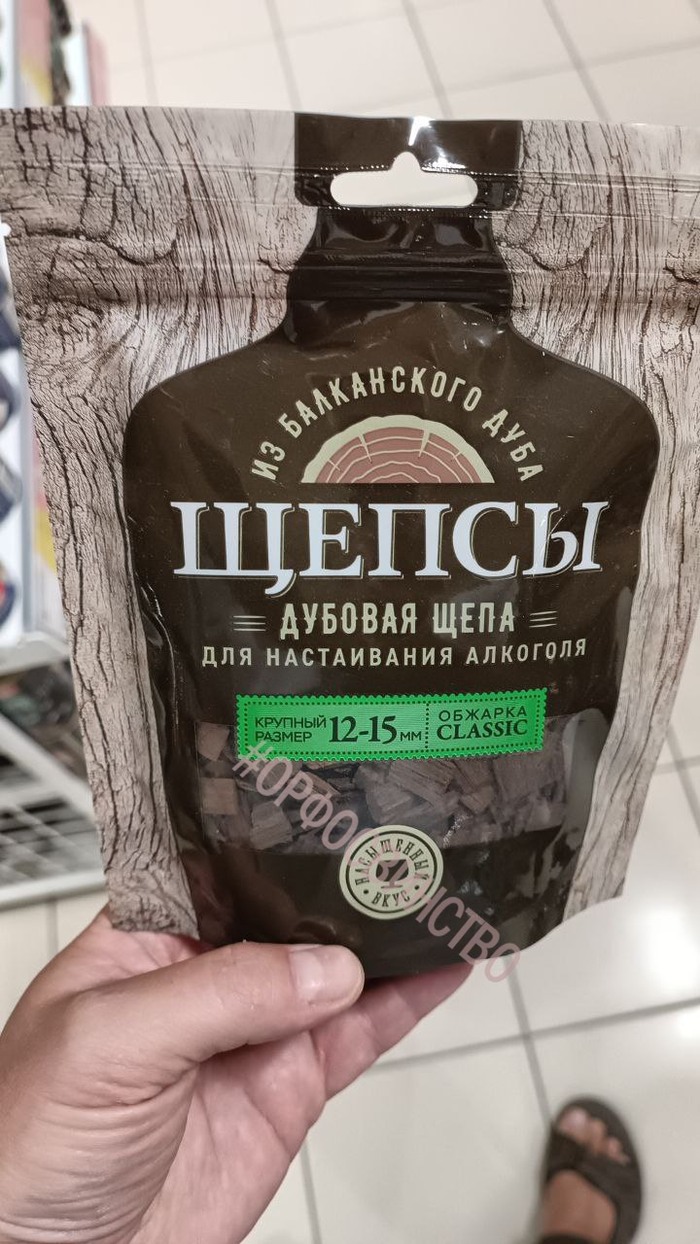 ИЗ БАЛКАНСКОГО ДУБА
ЩЕПСЫ
ДУБОВАЯ ЩЕПА
ДЛЯ НАСТАИВАНИЯ АЛКОГОЛЯ
КРУПНЫЙ РАЗМЕР 12-15 ММ
ОБЖАРКА CLASSIC
НАСЫЩЕННЫЙ ВКУС